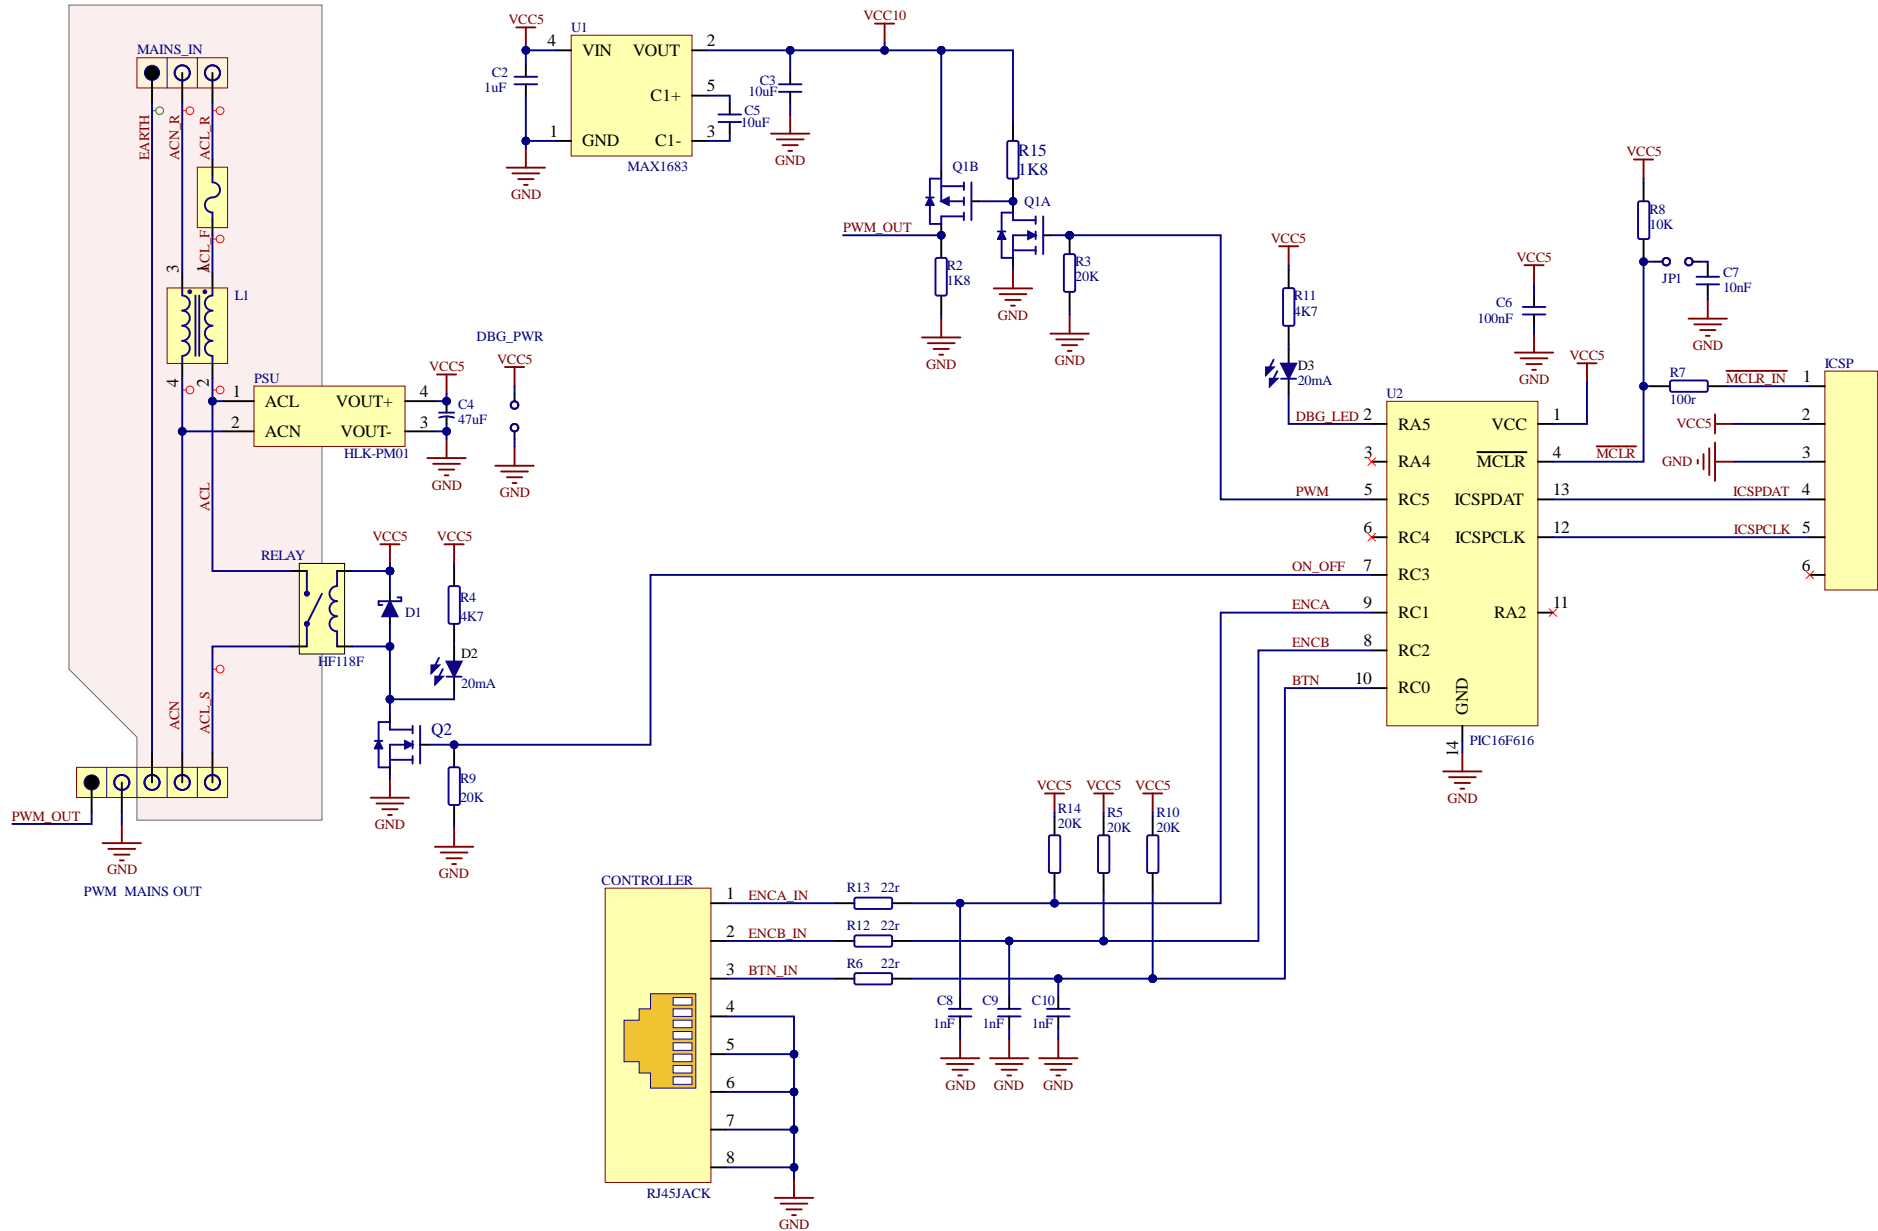 MAINS_IN
EARTH
ACN_R
ACL_R
ACL_F
3
1
L1
4
2
PSU
1 ACL VOUT+ 4
2 ACN VOUT- 3
HLK-PM01
VCC5
C4
47uF
GND
DBG_PWR
VCC5
GND
ACL
RELAY
HF118F
VCC5
D1
VCC5
R4
4K7
D2
20mA
ACN
ACL_S
Q2
GND
R9
20K
GND
PWM_OUT
GND
PWM MAINS OUT
VCC5
C2
1uF
GND
U1
4 VIN VOUT 2
C1+ 5
1 GND C1- 3
MAX1683
C5
10uF
C3
10uF
GND
VCC10
R15
1K8
Q1B
Q1A
PWM_OUT
R2
1K8
GND
GND
R3
20K
GND
VCC5
R11
4K7
D3
20mA
VCC5
C6
100nF
GND
VCC5
VCC5
R8
10K
JP1
C7
10nF
GND
R7
100r
MCLR_IN
MCLR
U2
DBG_LED 2 RA5 VCC 1
3 RA4 MCLR 4
PWM 5 RC5 ICSPDAT 13
6 RC4 ICSPCLK 12
ON_OFF 7 RC3
ENCA 9 RC1 RA2 11
ENCB 8 RC2
BTN 10 RC0
GND
14
PIC16F616
GND
ICSP
1
VCC5 2
GND 3
ICSPDAT 4
ICSPCLK 5
6
VCC5
R14
20K
VCC5
R5
20K
VCC5
R10
20K
CONTROLLER
1 ENCA_IN R13 22r
2 ENCB_IN R12 22r
3 BTN_IN R6 22r
4
5
6
7
8
RJ45JACK
GND
C8
1nF
GND
C9
1nF
GND
C10
1nF
GND